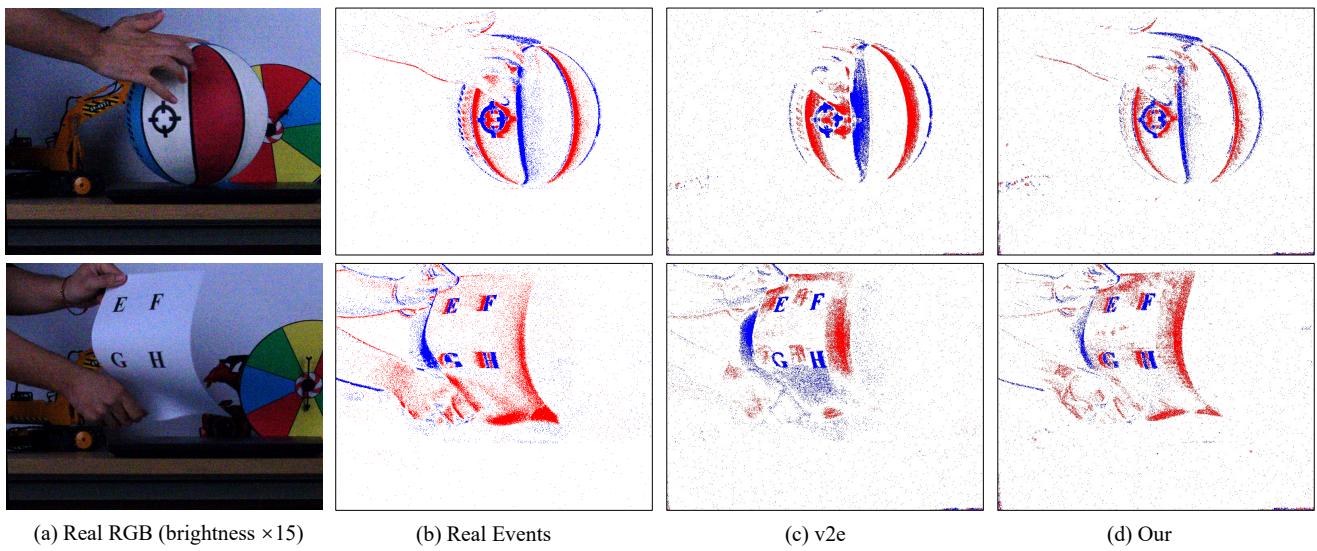 E F
G H
E F
G H
E F
G H
E F
G H
(a) Real RGB (brightness ×15)
(b) Real Events
(c) v2e
(d) Our